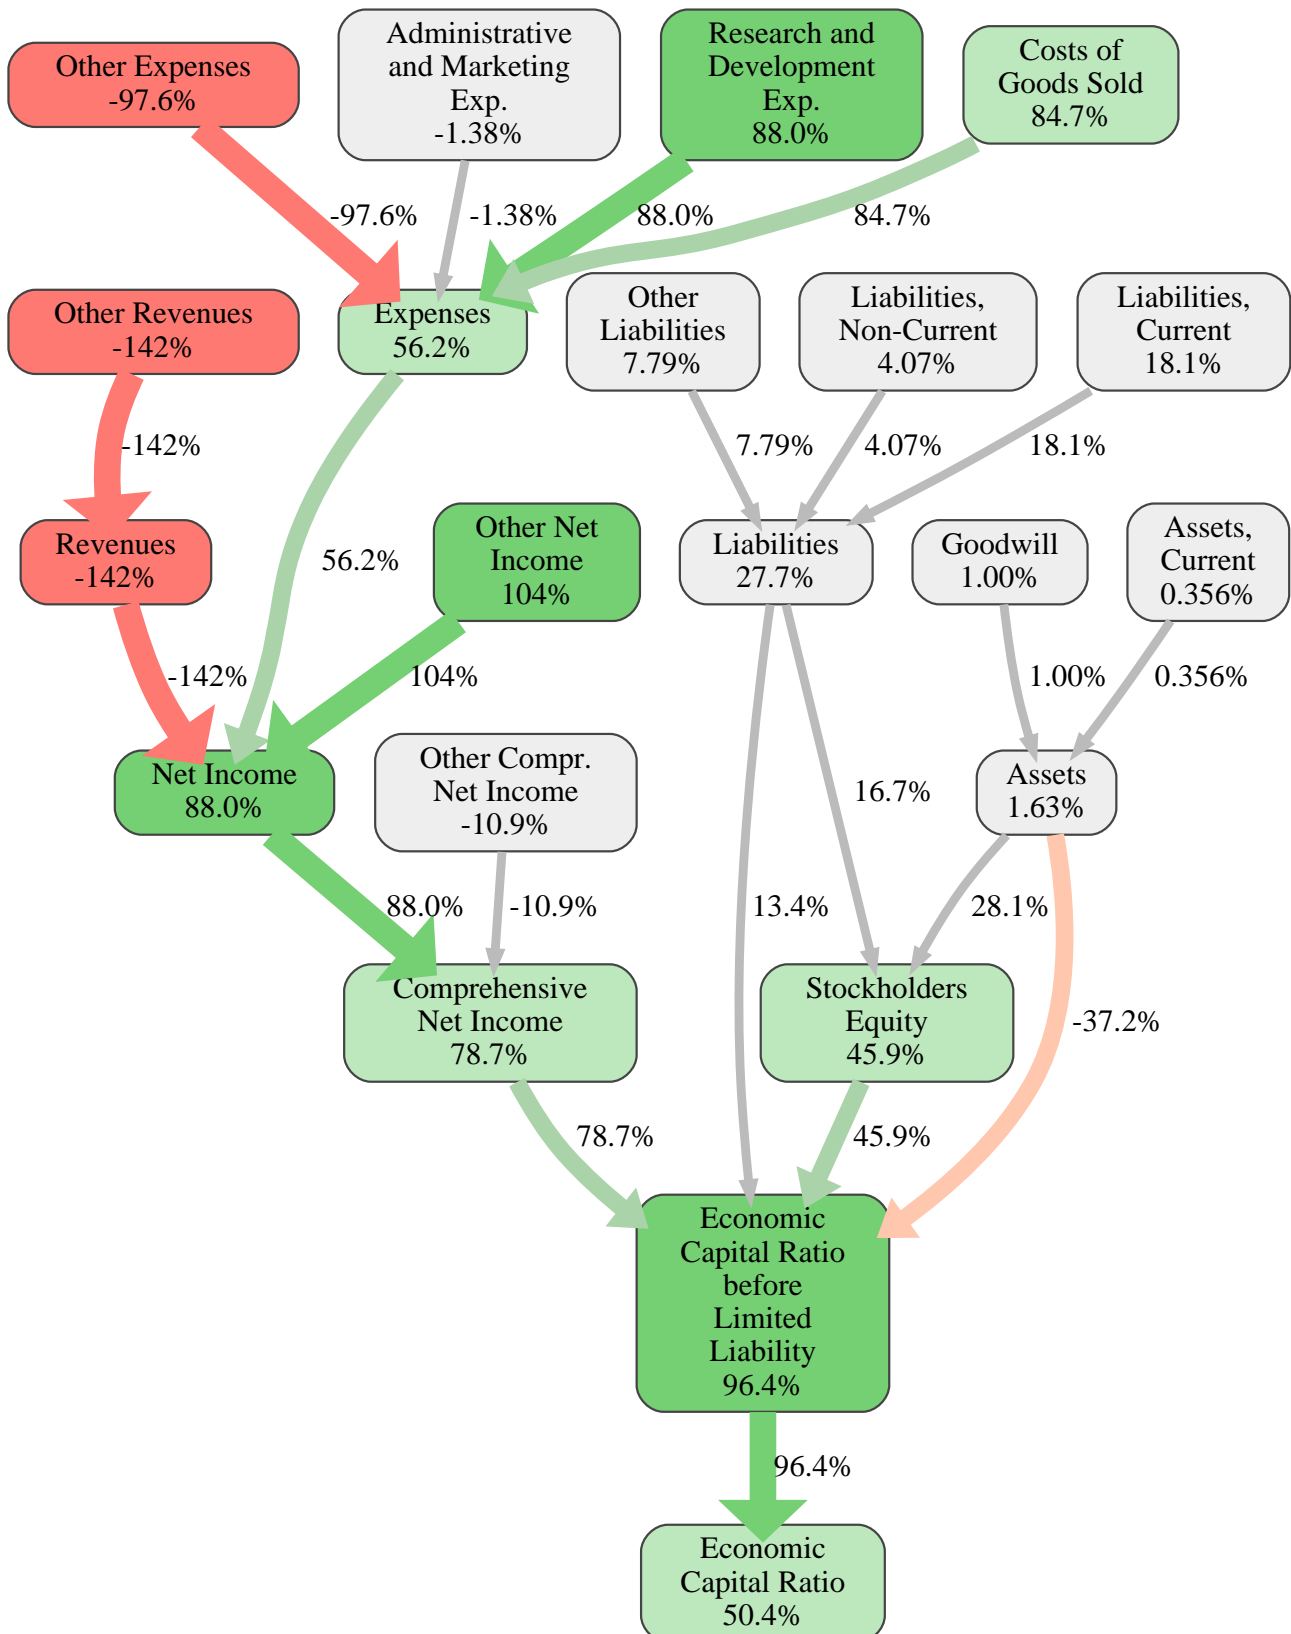 Other Expenses
-97.6%
Administrative
and Marketing
Exp.
-1.38%
Research and
Development
Exp.
88.0%
Costs of
Goods Sold
84.7%
-97.6%
-1.38%
88.0%
84.7%
Other Revenues
-142%
Expenses
56.2%
Other
Liabilities
7.79%
Liabilities,
Non-Current
4.07%
Liabilities,
Current
18.1%
-142%
7.79%
4.07%
18.1%
Revenues
-142%
56.2%
Other Net
Income
104%
Liabilities
27.7%
Goodwill
1.00%
Assets,
Current
0.356%
-142%
104%
1.00%
0.356%
Net Income
88.0%
Other Compr.
Net Income
-10.9%
16.7%
Assets
1.63%
88.0%
-10.9%
13.4%
28.1%
Comprehensive
Net Income
78.7%
Stockholders
Equity
45.9%
-37.2%
78.7%
45.9%
Economic
Capital Ratio
before
Limited
Liability
96.4%
96.4%
Economic
Capital Ratio
50.4%